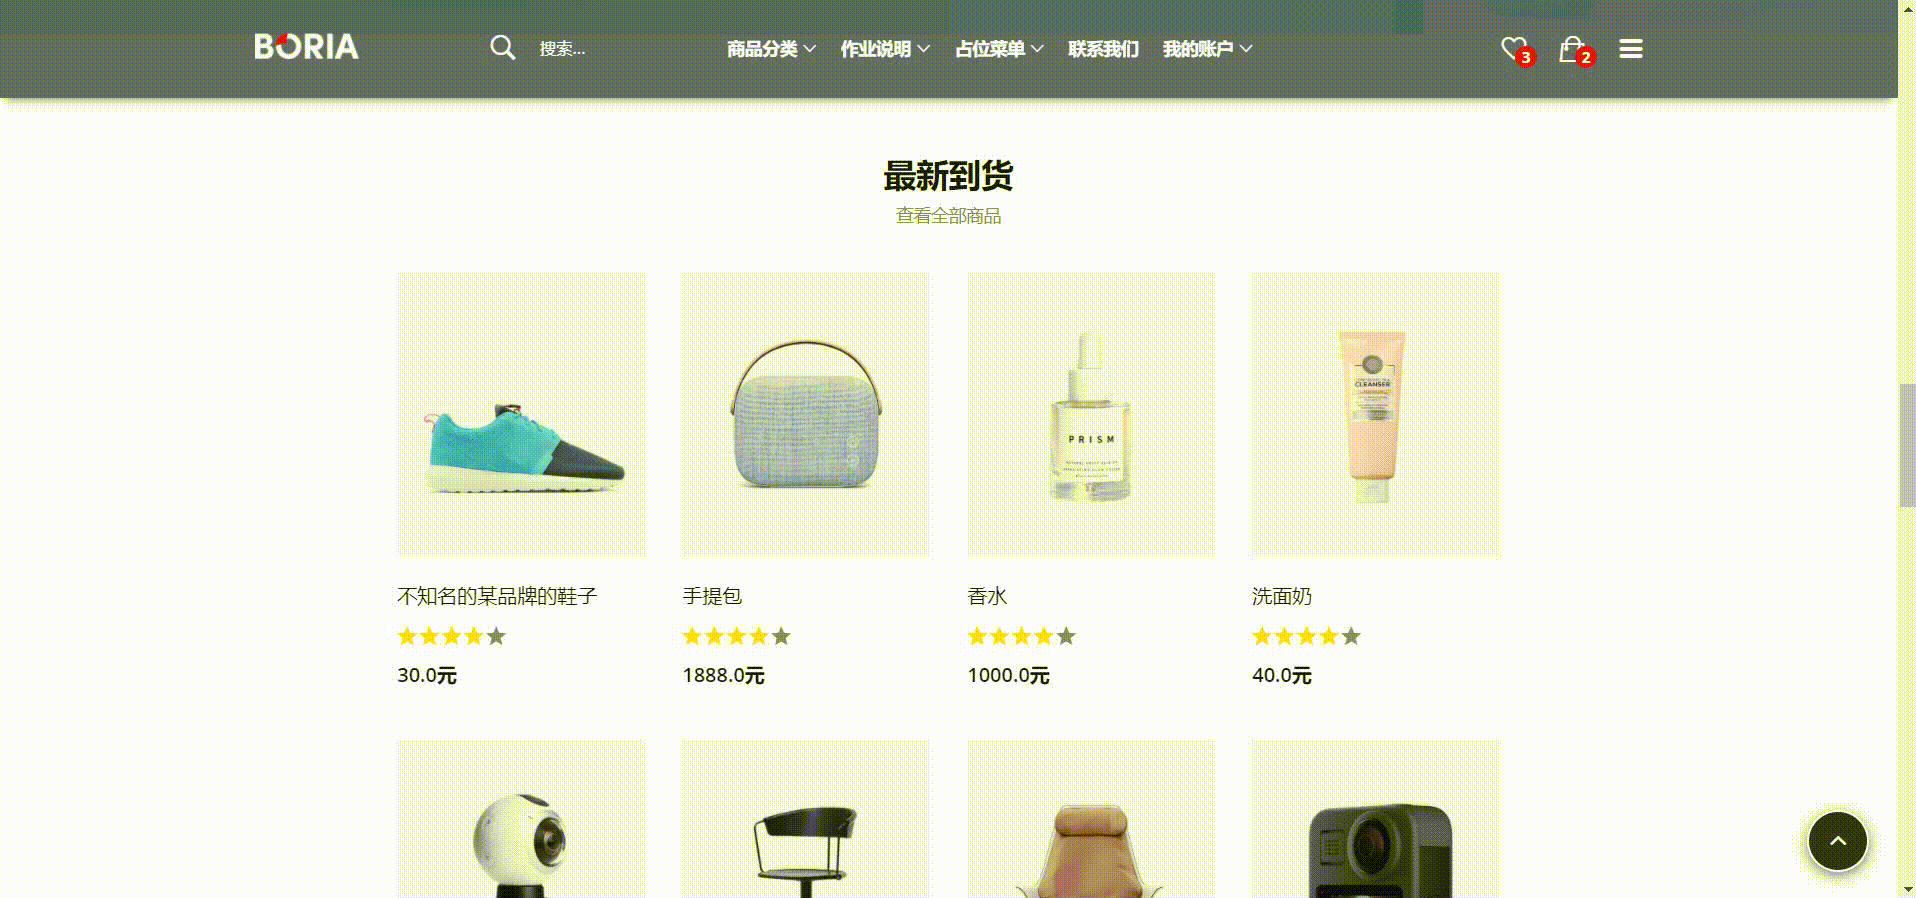 BORIA
搜索...
商品分类
作业说明
占位菜单
联系我们
我的账户
3
2
最新到货
查看全部商品
PRISM
CLEANSER
不知名的某品牌的鞋子
手提包
香水
洗面奶
30.0元
1888.0元
1000.0元
40.0元